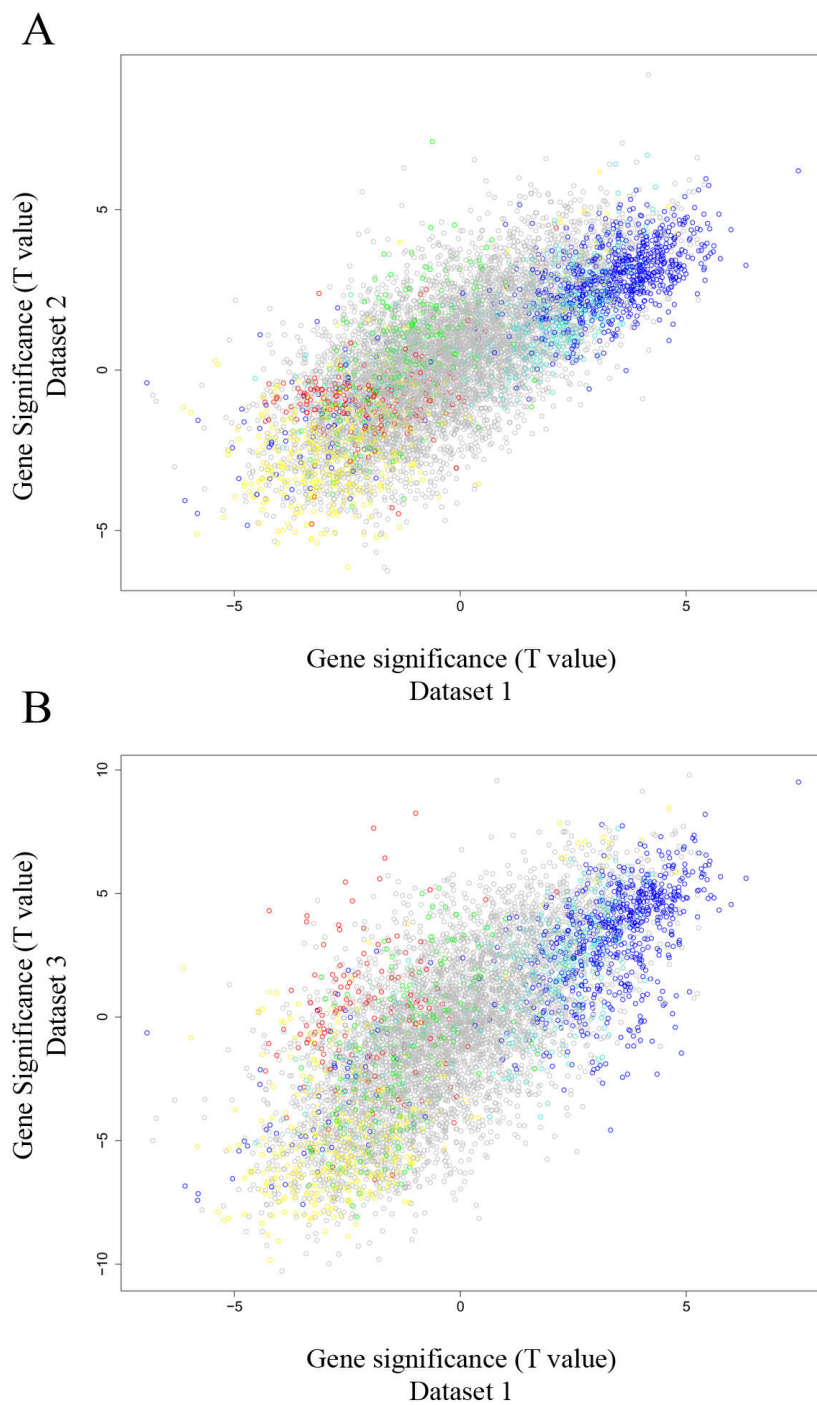 A
Gene Significance (T value)
Dataset 2
5
0
−5
−5
0
5
Gene significance (T value)
Dataset 1
B
Gene Significance (T value)
Dataset 3
10
5
0
−5
−10
−5
0
5
Gene significance (T value)
Dataset 1